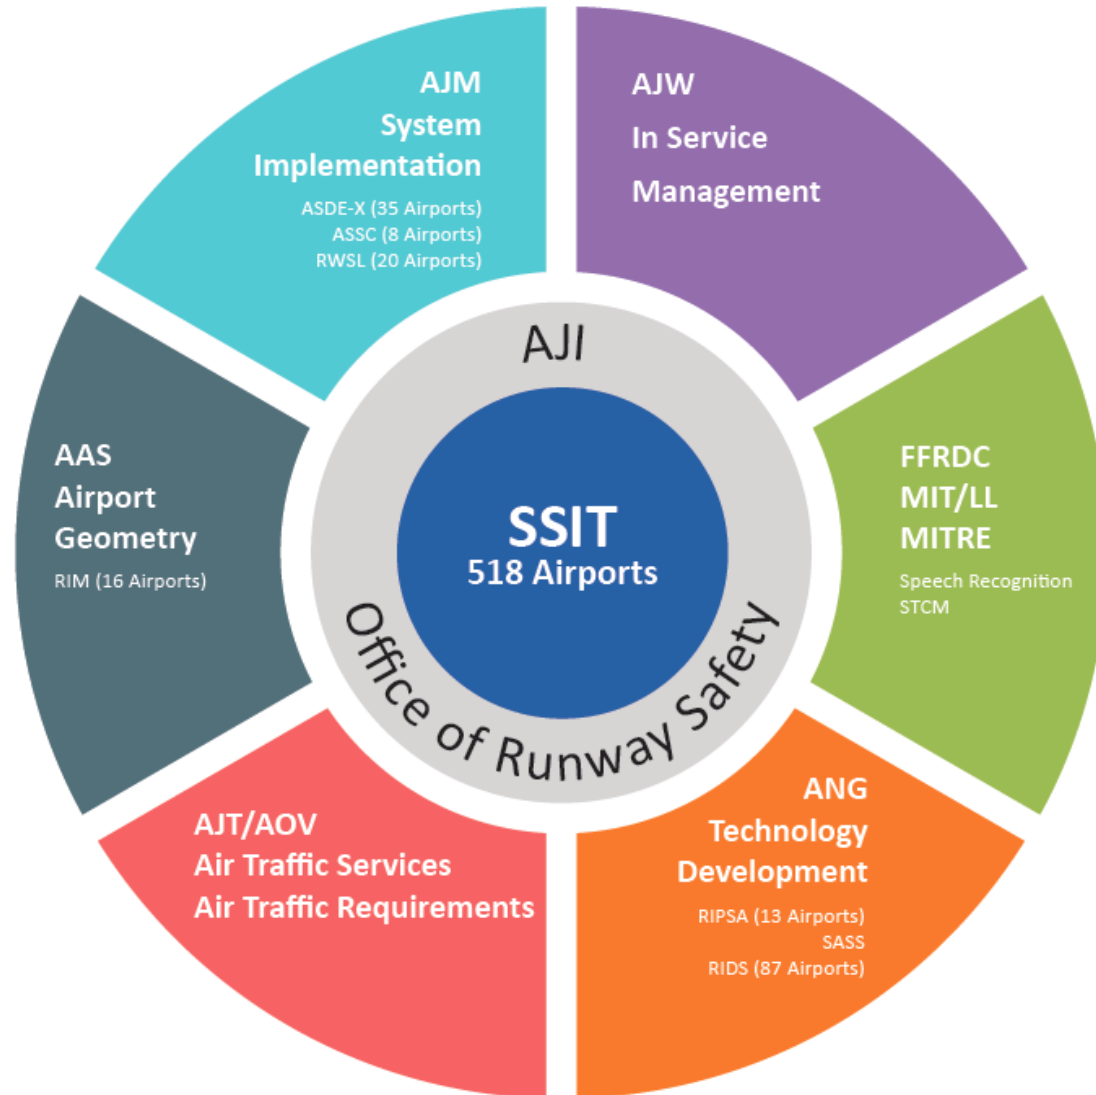 AJM
System
Implementation
ASDE-X (35 Airports)
ASSC (8 Airports)
RWSL (20 Airports)
AJW
In Service
Management
AAS
Airport
Geometry
RIM (16 Airports)
AJI
SSIT
518 Airports
Office of Runway Safety
FFRDC
MIT/LL
MITRE
Speech Recognition
STCM
AJT/AOV
Air Traffic Services
Air Traffic Requirements
ANG
Technology
Development
RIPSA (13 Airports)
SASS
RIDS (87 Airports)